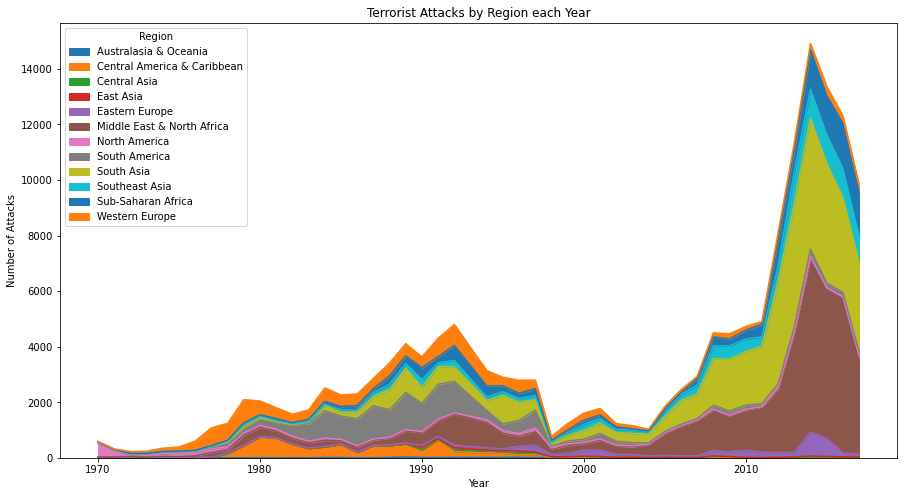 Terrorist Attacks by Region each Year
Region
Australasia & Oceania
Central America & Caribbean
Central Asia
East Asia
Eastern Europe
Middle East & North Africa
North America
South America
South Asia
Southeast Asia
Sub-Saharan Africa
Western Europe
Number of Attacks
14000
12000
10000
8000
6000
4000
2000
0
1970
1980
1990
2000
2010
Year